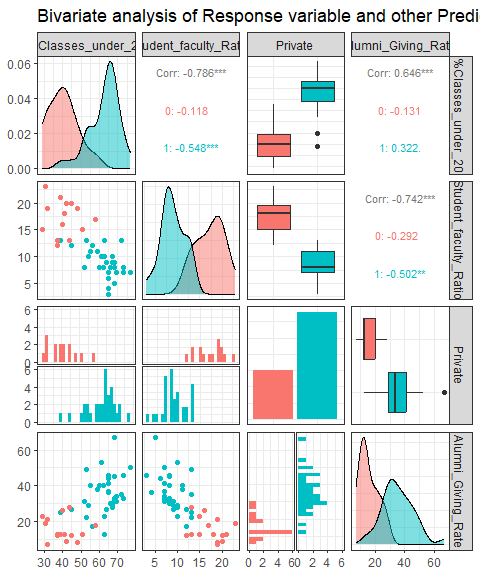 Bivariate analysis of Response variable and other Predi
Classes_under_2
udent_faculty_Rat
Private
lumni_Giving_Rat
0.06
0.04
0.02
0.00
Corr: -0.786***
0: -0.118
1: -0.548***
Corr: 0.646***
0: -0.131
1: 0.322.
%Classes_under_20
20
15
10
5
Corr: -0.742***
0: -0.292
1: -0.502**
Student_faculty_Ratio
6
4
2
0
6
4
2
0
Private
60
40
20
Alumni_Giving_Rate
30 40 50 60 70
5 10 15 20
0 2 4 6 0 2 4 6
20 40 60